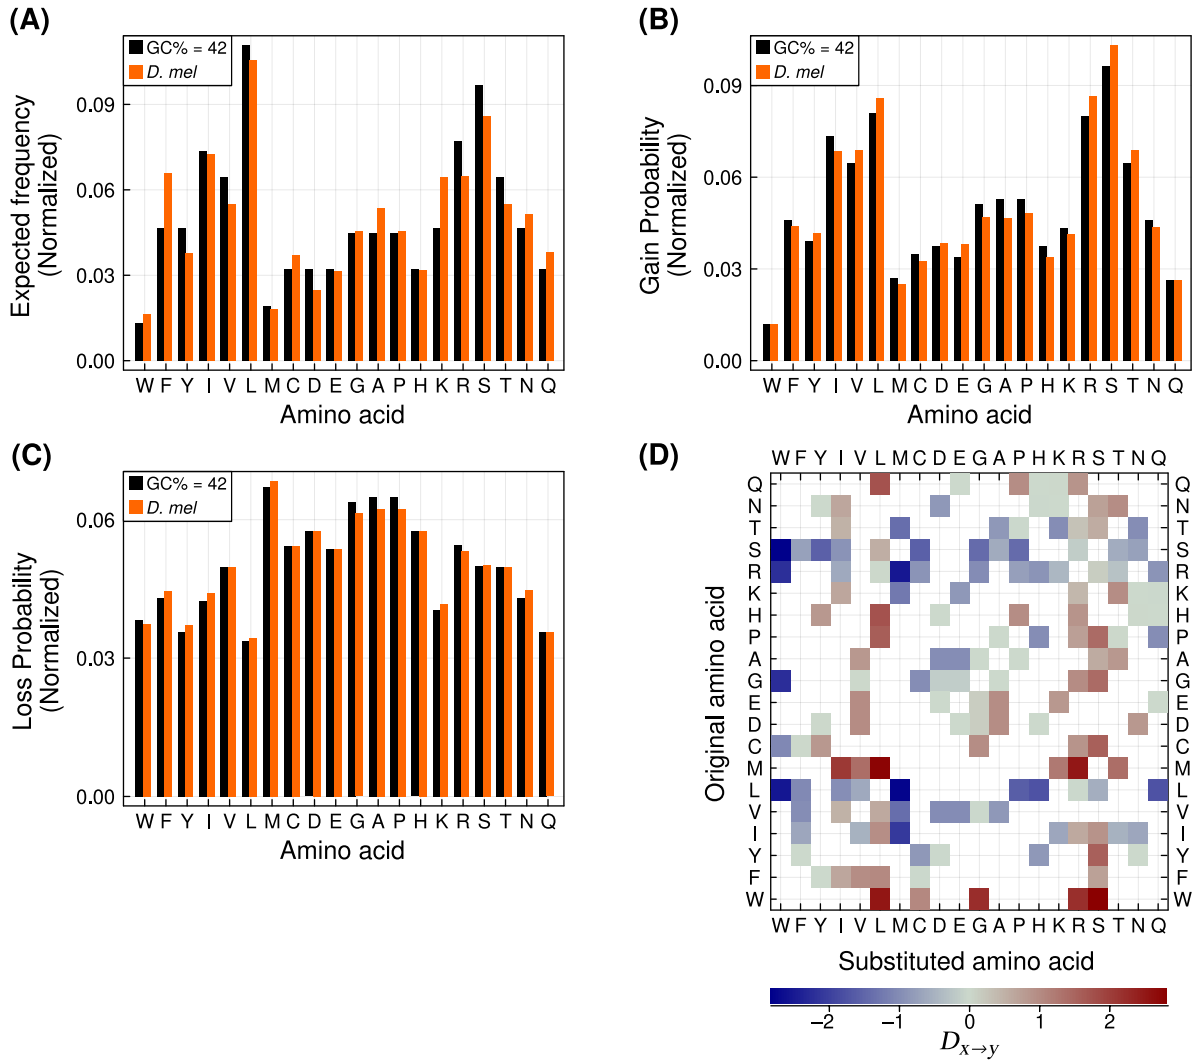 (A)
GC% = 42
D. mel
0.09
0.06
0.03
0.00
Expected frequency
(Normalized)
W F Y I V L M C D E G A P H K R S T N Q
Amino acid
(B)
GC% = 42
D. mel
0.09
0.06
0.03
0.00
Gain Probability
(Normalized)
W F Y I V L M C D E G A P H K R S T N Q
Amino acid
(C)
GC% = 42
D. mel
0.06
0.03
0.00
Loss Probability
(Normalized)
W F Y I V L M C D E G A P H K R S T N Q
Amino acid
(D)
W F Y I V L M C D E G A P H K R S T N Q
Q Q
N N
T T
S S
R R
K K
H H
P P
A A
G G
E E
D D
C C
M M
L L
V V
I I
Y Y
F F
W W
Original amino acid
W F Y I V L M C D E G A P H K R S T N Q
Substituted amino acid
−2 −1 0 1 2
Dx→y